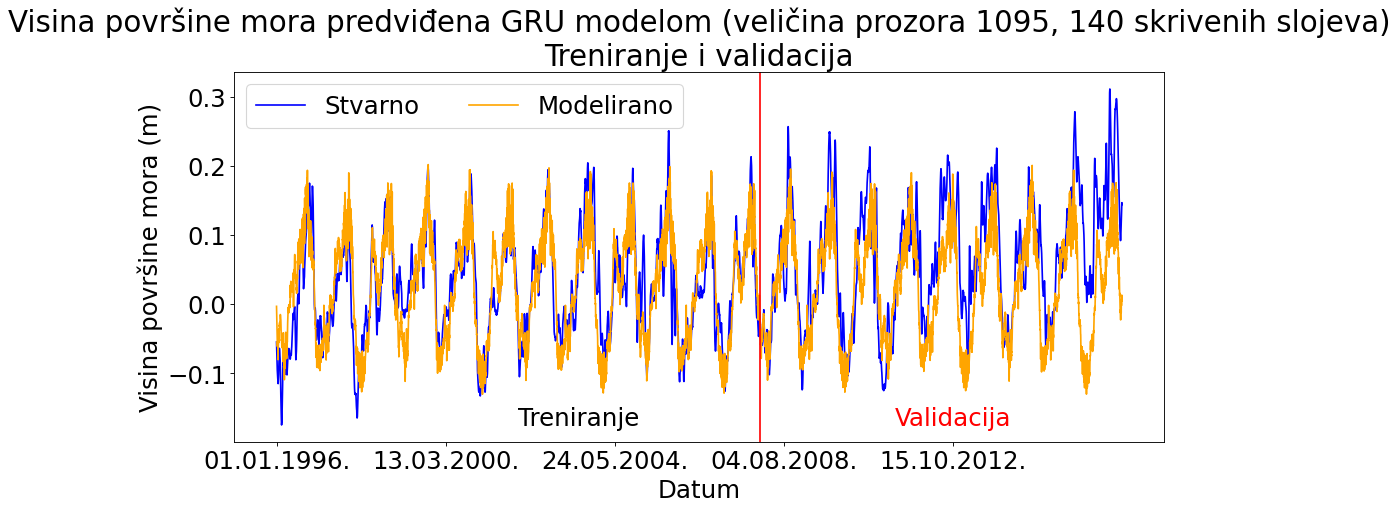 Visina površine mora predviđena GRU modelom (veličina prozora 1095, 140 skrivenih slojeva)
Treniranje i validacija
Stvarno
Modelirano
Visina površine mora (m)
0.3
0.2
0.1
0.0
−0.1
Treniranje
Validacija
01.01.1996.
13.03.2000.
24.05.2004.
04.08.2008.
15.10.2012.
Datum